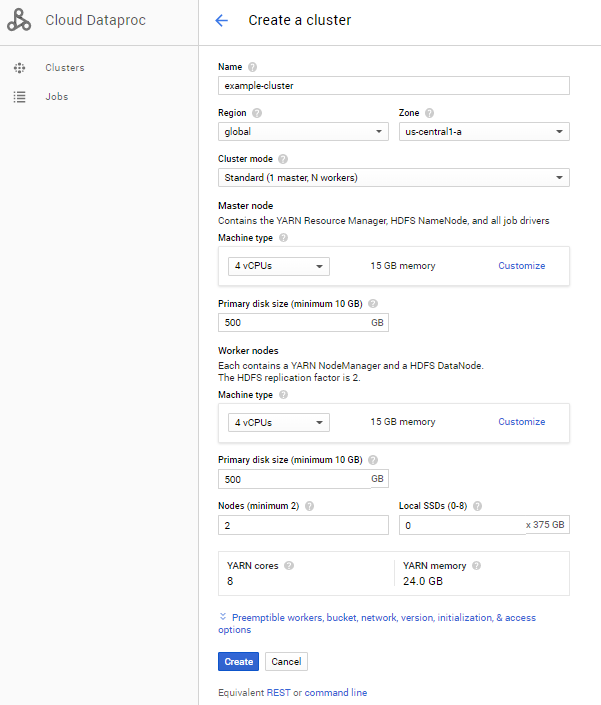 Cloud Dataproc
Create a cluster
Clusters
Jobs
Name
example-cluster
Region
Zone
global
us-central1-a
Cluster mode
Standard (1 master, N workers)
Master node
Contains the YARN Resource Manager, HDFS NameNode, and all job drivers
Machine type
4 vCPUs
15 GB memory
Customize
Primary disk size (minimum 10 GB)
500
GB
Worker nodes
Each contains a YARN NodeManager and a HDFS DataNode.
The HDFS replication factor is 2.
Machine type
4 vCPUs
15 GB memory
Customize
Primary disk size (minimum 10 GB)
500
GB
Nodes (minimum 2)
Local SSDs (0-8)
2
0
x 375 GB
YARN cores
YARN memory
8
24.0 GB
Preemptible workers, bucket, network, version, initialization, & access
options
Create
Cancel
Equivalent REST or command line